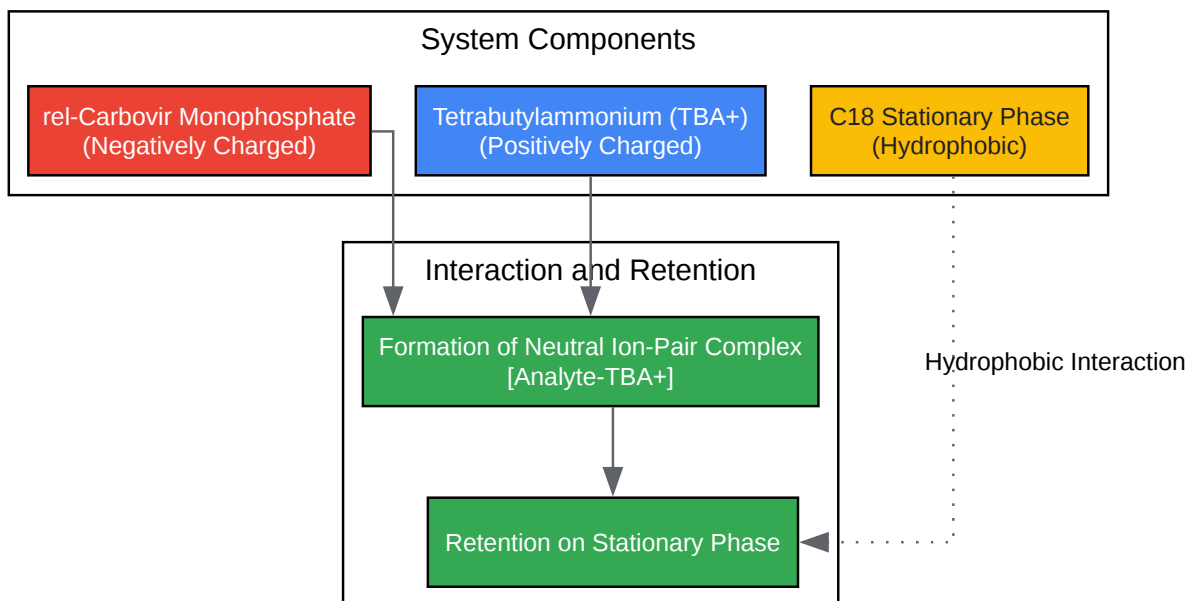 System Components
rel-Carbovir Monophosphate
(Negatively Charged)
Tetrabutylammonium (TBA+)
(Positively Charged)
C18 Stationary Phase
(Hydrophobic)
Interaction and Retention
Formation of Neutral Ion-Pair Complex
[Analyte-TBA+]
Hydrophobic Interaction
Retention on Stationary Phase